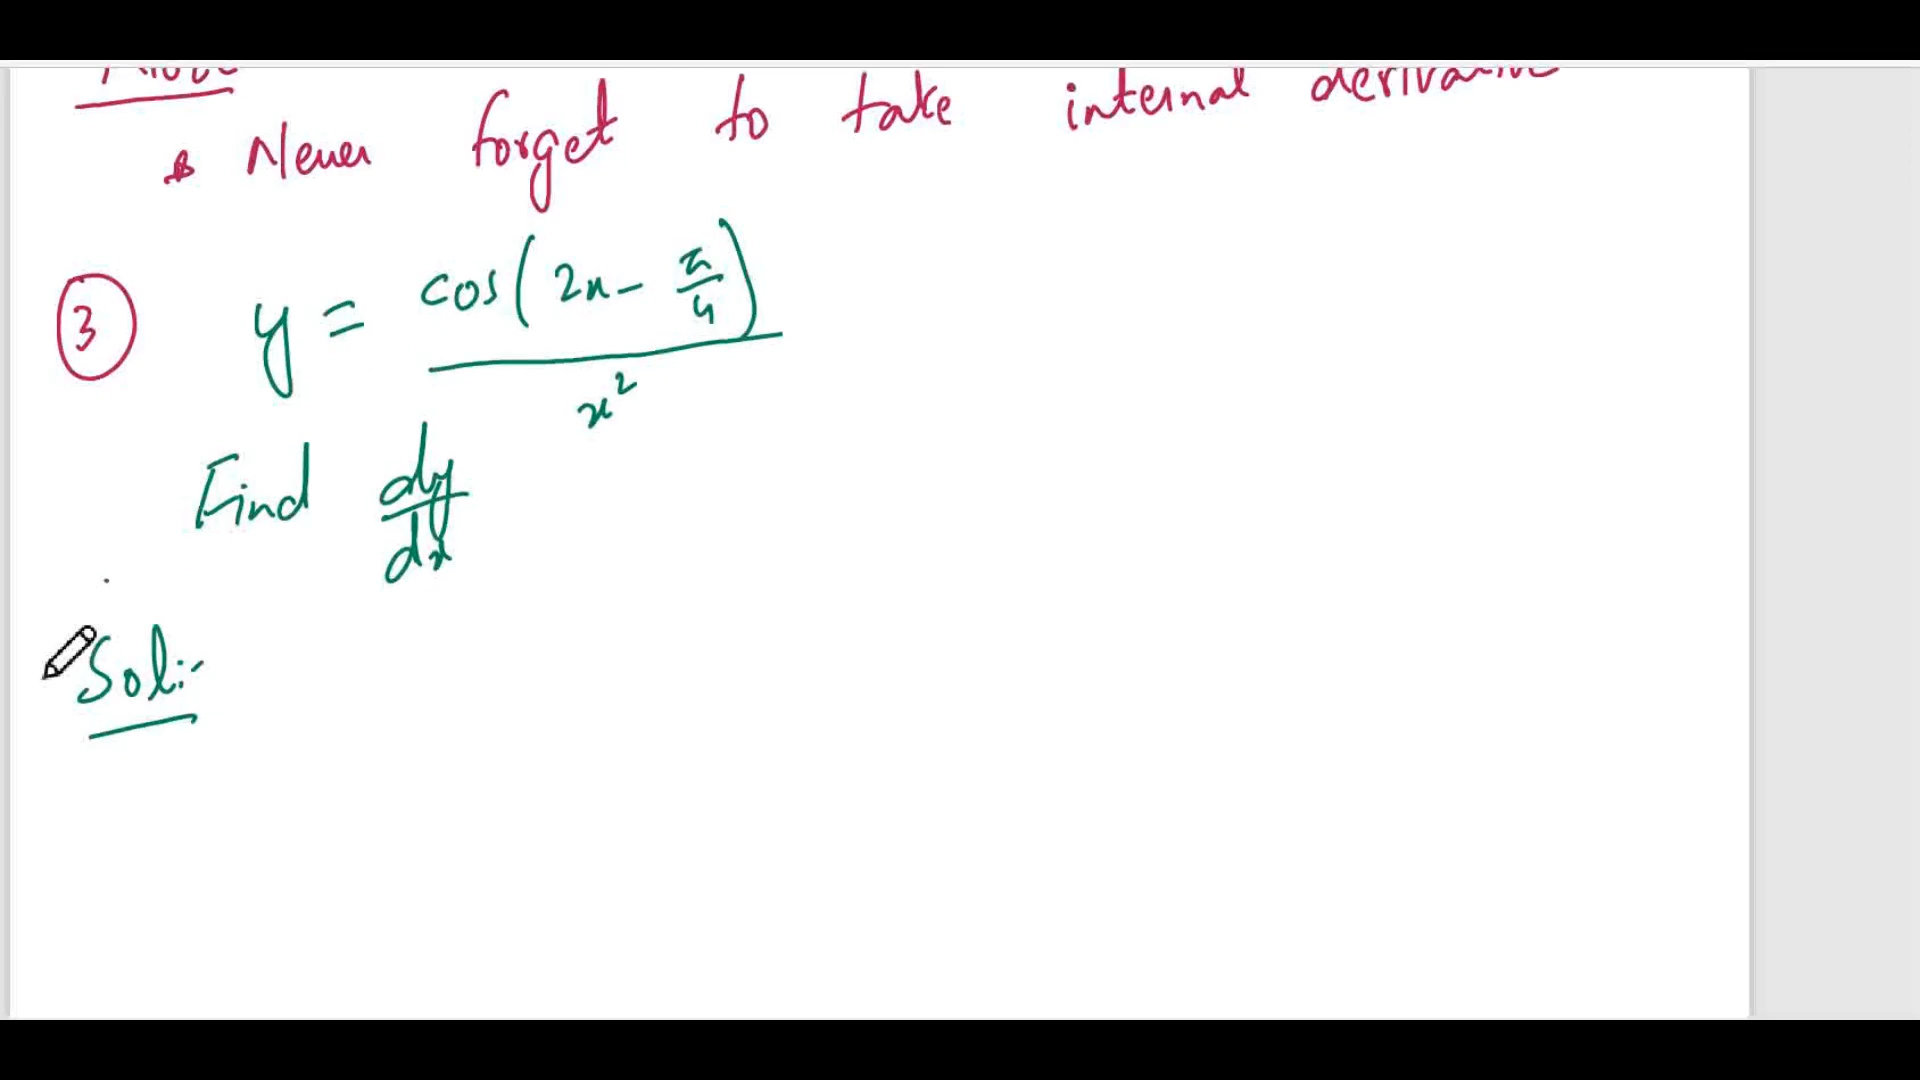 * Never forget to take internal derivative
③ y = cos(2x - π/4) / x²
Find dy/dx
Sol:-